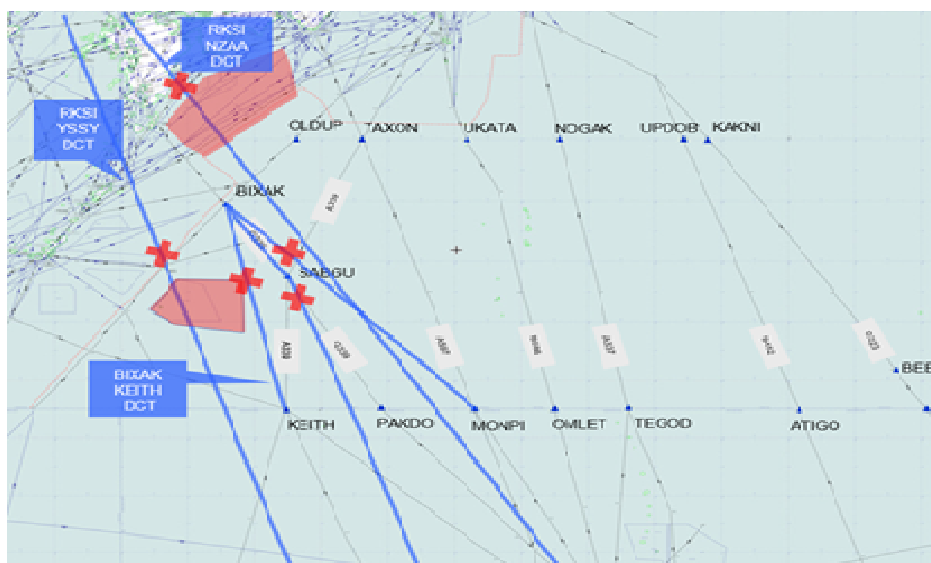 RKSI
NZAA
DCT
RKSI
YSSY
DCT
OLDUP
TAXON
UKATA
NOGAK
UPDOB
KAKNI
BIXAK
SABGU
BIXAK
KEITH
DCT
KEITH
PAKDO
MONPI
OMLET
TEGOD
ATIGO
BEE